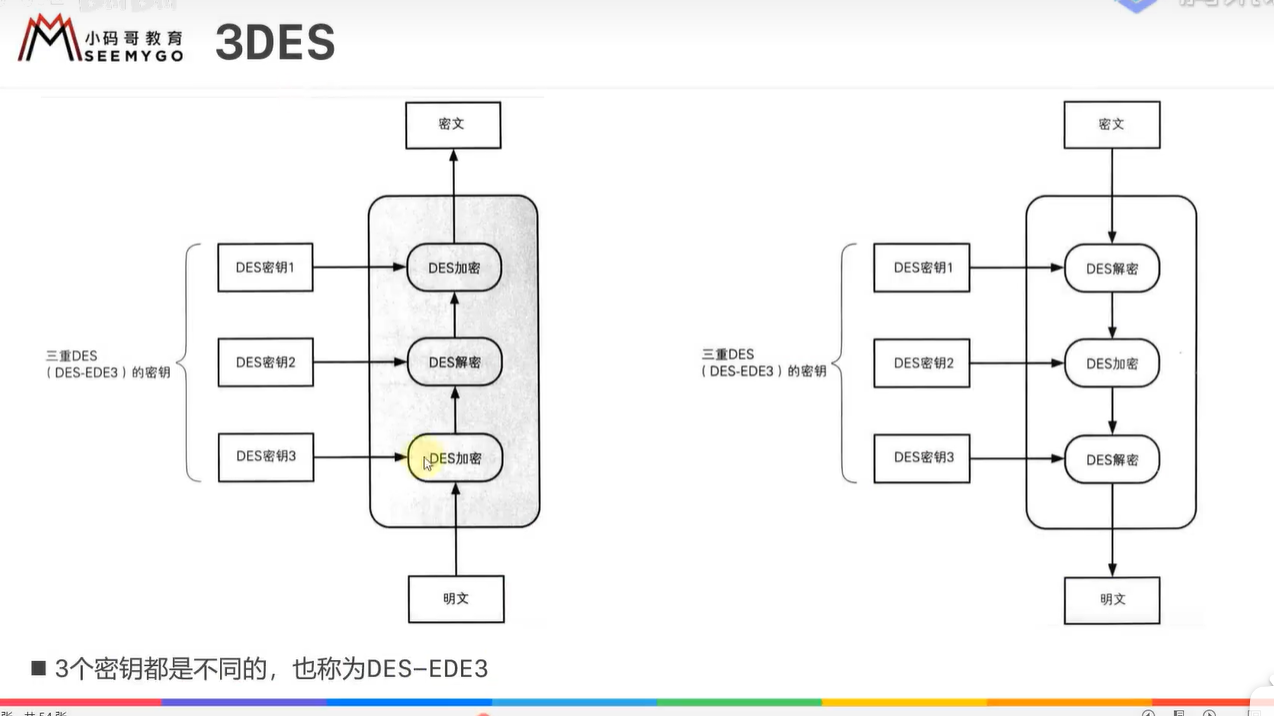 小码哥教育
SEEMYGO
3DES
密文
DES密钥1
DES加密
三重DES
（DES-EDE3）的密钥
DES密钥2
DES解密
DES密钥3
DES加密
明文
密文
DES密钥1
DES解密
三重DES
（DES-EDE3）的密钥
DES密钥2
DES加密
DES密钥3
DES解密
明文
■ 3个密钥都是不同的，也称为DES-EDE3